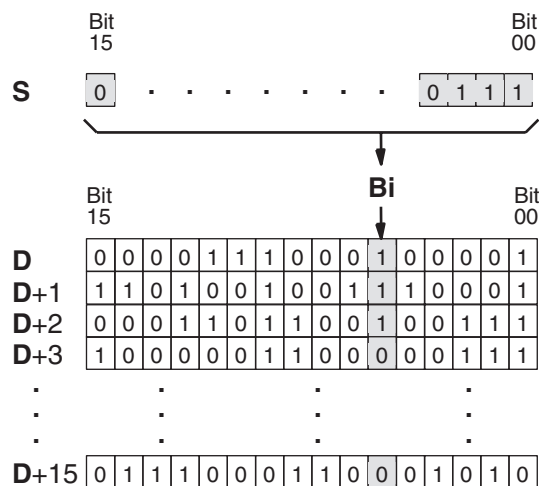 Bit 15
Bit 00
S 0 . . . . . . . . 0 1 1 1
Bi
Bit 15
Bit 00
D 0 0 0 0 1 1 1 0 0 0 1 0 0 0 0 1
D+1 1 1 0 1 0 0 1 0 0 1 1 1 0 0 0 1
D+2 0 0 0 1 1 0 1 1 0 0 1 0 0 1 1 1
D+3 1 0 0 0 0 0 1 1 0 0 0 0 0 1 1 1
. . . .
. . . .
. . . .
D+15 0 1 1 1 0 0 0 1 1 0 0 0 1 0 1 0